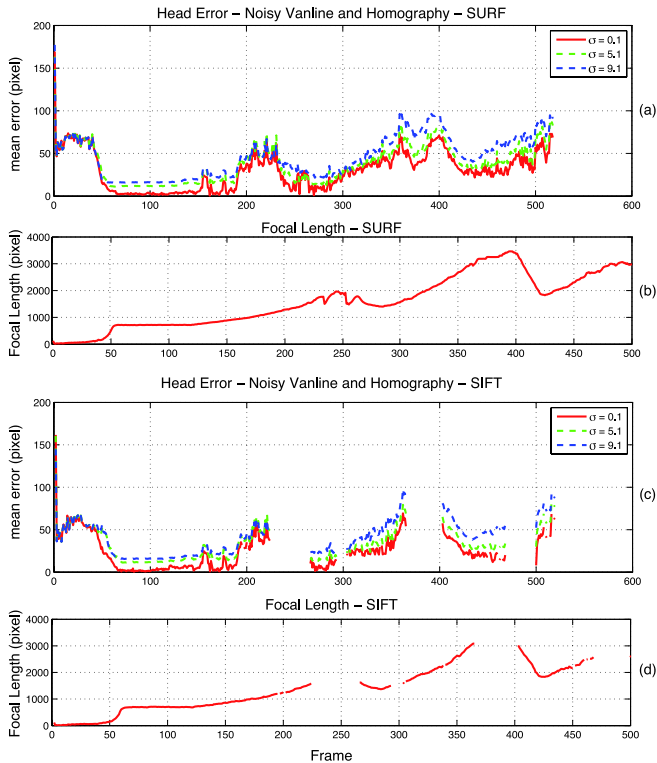 Head Error – Noisy Vanline and Homography – SURF
mean error (pixel)
200
150
100
50
0
0 100 200 300 400 500 600
σ = 0.1
σ = 5.1
σ = 9.1
(a)
Focal Length – SURF
Focal Length (pixel)
4000
3000
2000
1000
0
0 50 100 150 200 250 300 350 400 450 500
(b)
Head Error – Noisy Vanline and Homography – SIFT
mean error (pixel)
200
150
100
50
0
0 100 200 300 400 500 600
σ = 0.1
σ = 5.1
σ = 9.1
(c)
Focal Length – SIFT
Focal Length (pixel)
4000
3000
2000
1000
0
0 50 100 150 200 250 300 350 400 450 500
(d)
Frame